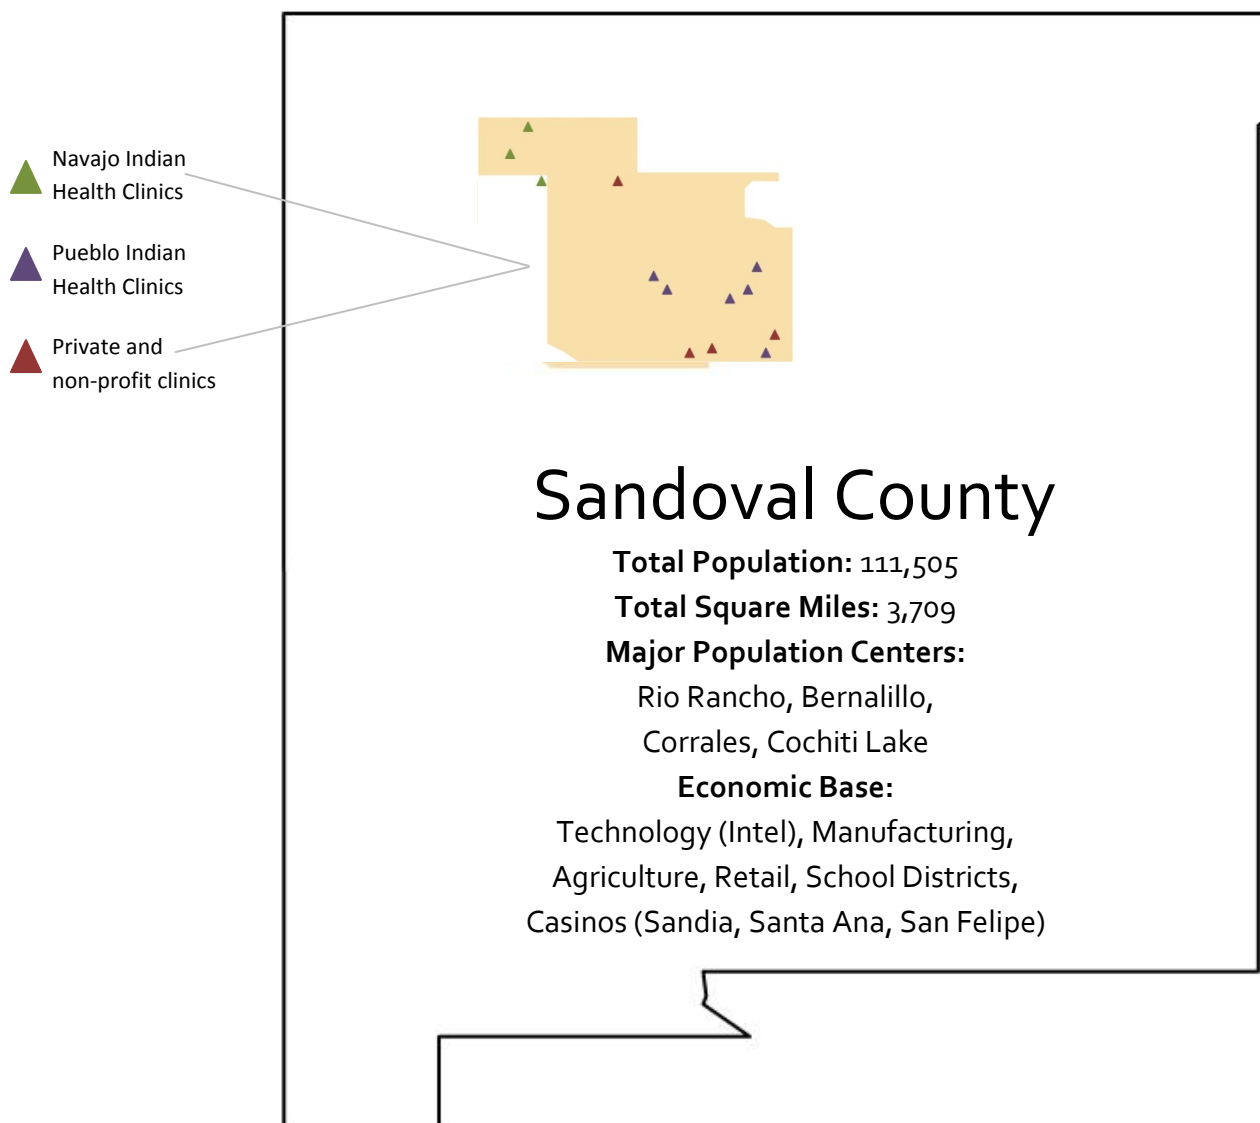 Navajo Indian
Health Clinics
Pueblo Indian
Health Clinics
Private and
non-profit clinics
Sandoval County
Total Population: 111,505
Total Square Miles: 3,709
Major Population Centers:
Rio Rancho, Bernalillo,
Corrales, Cochiti Lake
Economic Base:
Technology (Intel), Manufacturing,
Agriculture, Retail, School Districts,
Casinos (Sandia, Santa Ana, San Felipe)